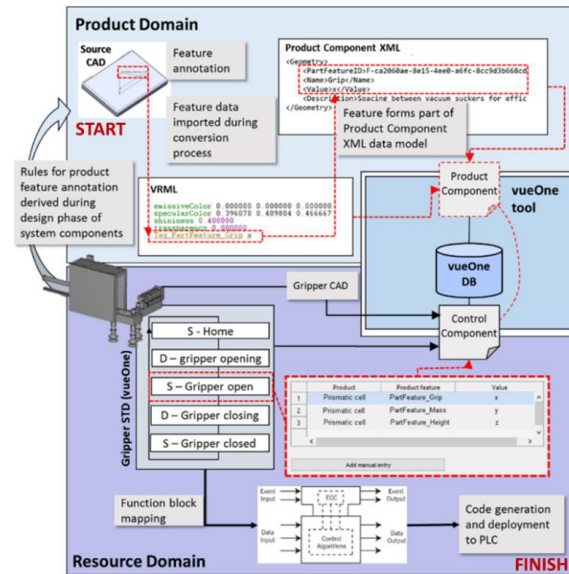 Product Domain
Source
CAD
Feature
annotation
START
Feature data
imported during
conversion
process
Product Component XML
<Geometry>
<PartFeatureID>F-ca2060ae-8e15-4ee0-a6fc-8cc9d3b668cd
<Name>Grip</Name>
<Value>x</Value>
<Description>Spacing between vacuum suckers for effic
</Geometry>
Feature forms part of
Product Component
XML data model
Rules for product
feature annotation
derived during
design phase of
system components
VRML
emissiveColor 0.000000 0.000000 0.000000
specularColor 0.396078 0.409804 0.466667
shininess 0.400000
transparency 0.000000
Tag_PartFeature_Grip x
Product
Component
vueOne
tool
vueOne
DB
Control
Component
Gripper CAD
Gripper STD (vueOne)
S - Home
D – gripper opening
S – Gripper open
D – Gripper closing
S – Gripper closed
Product Product feature Value
1 Prismatic cell PartFeature_Grip x
2 Prismatic cell PartFeature_Mass y
3 Prismatic cell PartFeature_Height z
Add manual entry
Function block
mapping
Event
Input
ECC
Event
Output
Data
Input
Control
Algorithms
Data
Output
Code generation
and deployment
to PLC
Resource Domain
FINISH